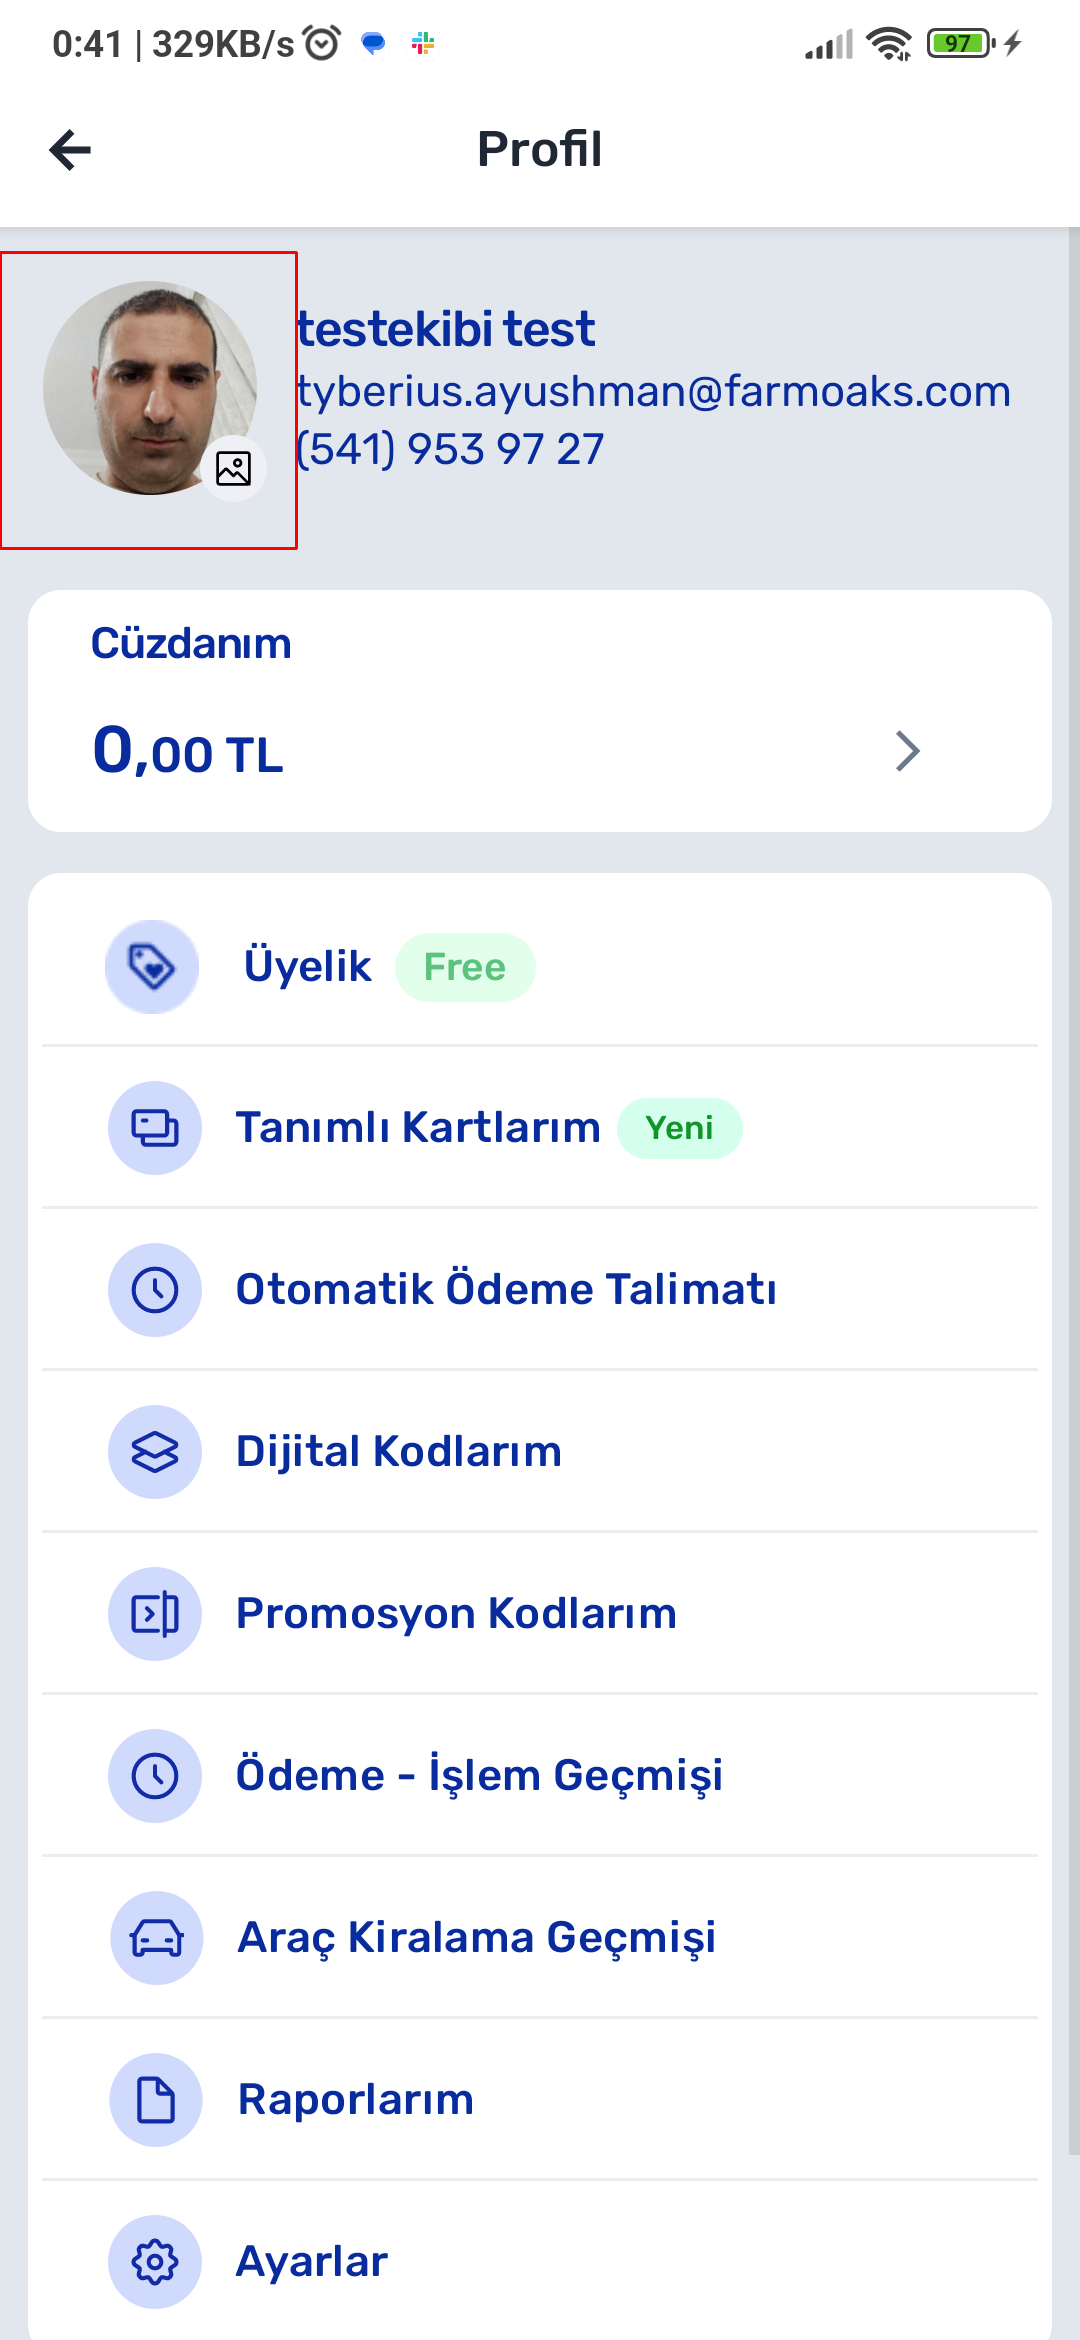 0:41 | 329KB/s
97
Profil
testekibi test
tyberius.ayushman@farmoaks.com
(541) 953 97 27
Cüzdanım
0,00 TL
Üyelik Free
Tanımlı Kartlarım Yeni
Otomatik Ödeme Talimatı
Dijital Kodlarım
Promosyon Kodlarım
Ödeme - İşlem Geçmişi
Araç Kiralama Geçmişi
Raporlarım
Ayarlar